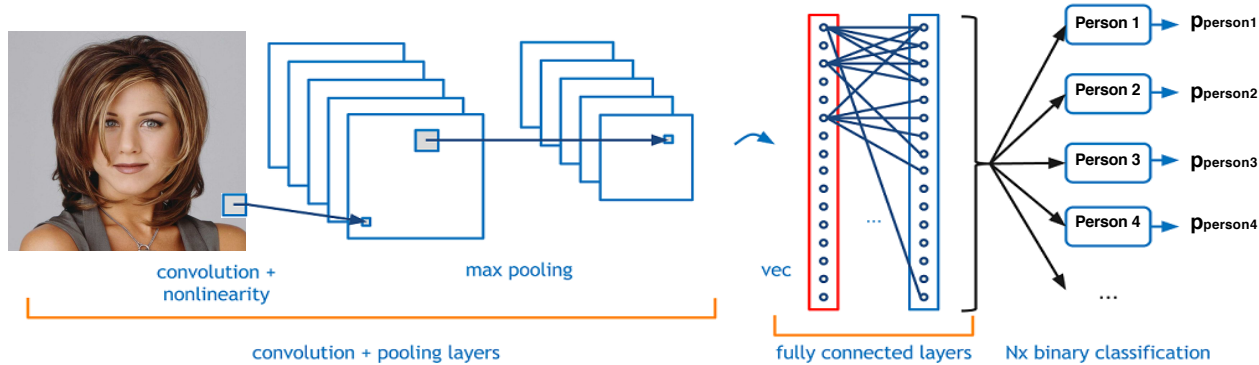 convolution +
nonlinearity
max pooling
vec
...
Person 1
pperson1
Person 2
pperson2
Person 3
pperson3
Person 4
pperson4
...
convolution + pooling layers
fully connected layers
Nx binary classification